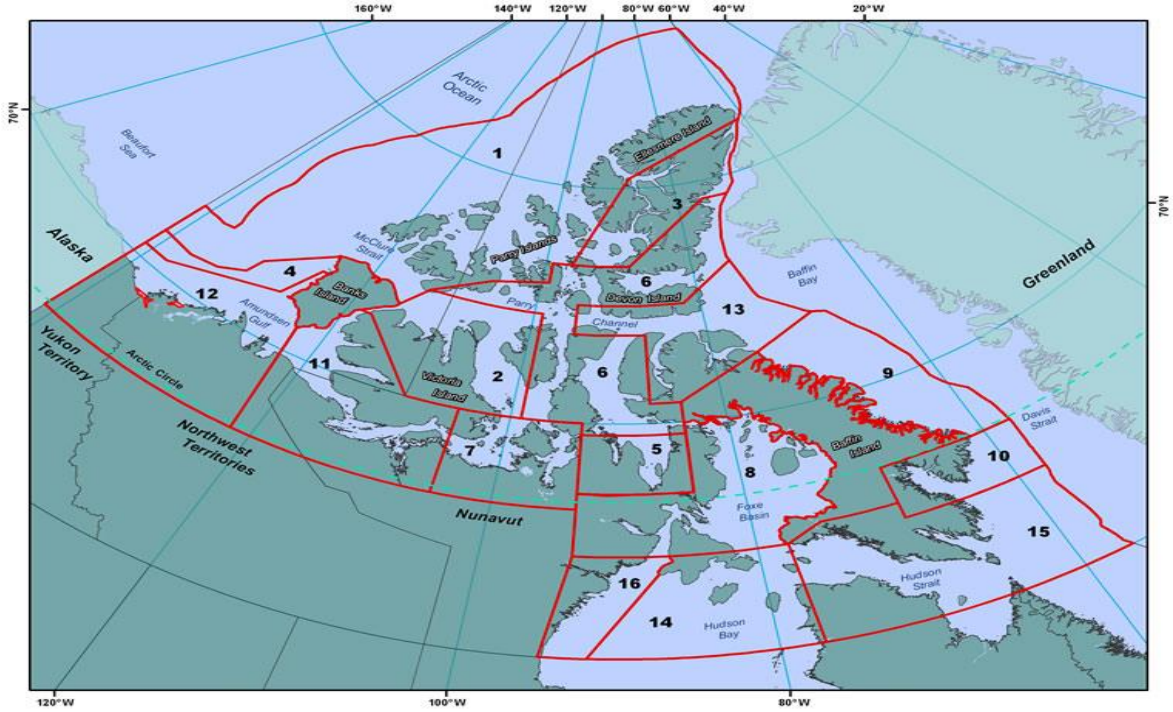 160°W
140°W
120°W
80°W
60°W
40°W
20°W
70°N
70°N
Arctic
Ocean
Beaufort
Sea
1
Ellesmere Island
3
McClure
Strait
Parry Islands
Alaska
4
Banks
Island
12
Amundsen
Gulf
Parry
Channel
6
Devon Island
13
Baffin
Bay
Greenland
Yukon
Territory
Arctic Circle
11
Victoria
Island
2
6
9
Davis
Strait
Northwest
Territories
7
5
8
Baffin
Island
10
Nunavut
Foxe
Basin
15
16
14
Hudson
Bay
Hudson
Strait
120°W
100°W
80°W